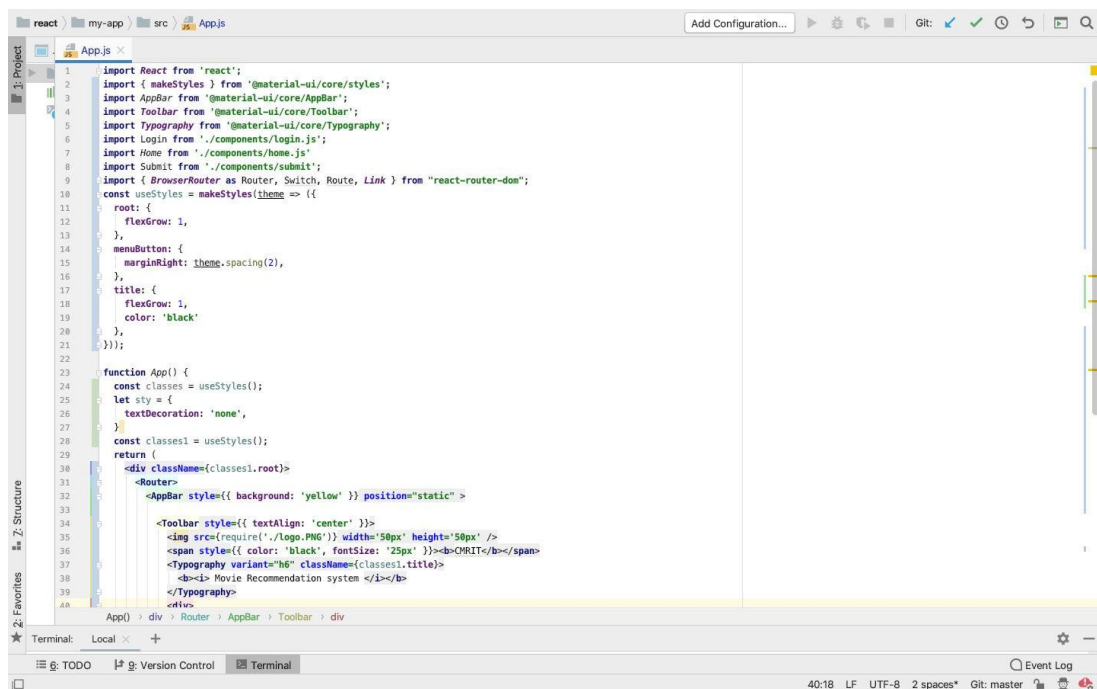 react my-app src App.js Add Configuration... Git:
1: Project
App.js
1 import React from 'react';
2 import { makeStyles } from '@material-ui/core/styles';
3 import AppBar from '@material-ui/core/AppBar';
4 import Toolbar from '@material-ui/core/Toolbar';
5 import Typography from '@material-ui/core/Typography';
6 import Login from './components/login.js';
7 import Home from './components/home.js'
8 import Submit from './components/submit';
9 import { BrowserRouter as Router, Switch, Route, Link } from "react-router-dom";
10 const useStyles = makeStyles(theme => ({
11 root: {
12 flexGrow: 1,
13 },
14 menuButton: {
15 marginRight: theme.spacing(2),
16 },
17 title: {
18 flexGrow: 1,
19 color: 'black'
20 },
21 }));
22
23 function App() {
24 const classes = useStyles();
25 let sty = {
26 textDecoration: 'none',
27 }
28 const classes1 = useStyles();
29 return (
30 <div className={classes1.root}>
31 <Router>
32 <AppBar style={{ background: 'yellow' }} position="static" >
33
34 <Toolbar style={{ textAlign: 'center' }}>
35 <img src={require('./logo.PNG')} width='50px' height='50px' />
36 <span style={{ color: 'black', fontSize: '25px' }}><b>CMRIT</b></span>
37 <Typography variant="h6" className={classes1.title}>
38 <b><i> Movie Recommendation system </i></b>
39 </Typography>
40 <div>
App() › div › Router › AppBar › Toolbar › div
Z: Structure
2: Favorites
Terminal: Local +
6: TODO 9: Version Control Terminal Event Log
40:18 LF UTF-8 2 spaces* Git: master